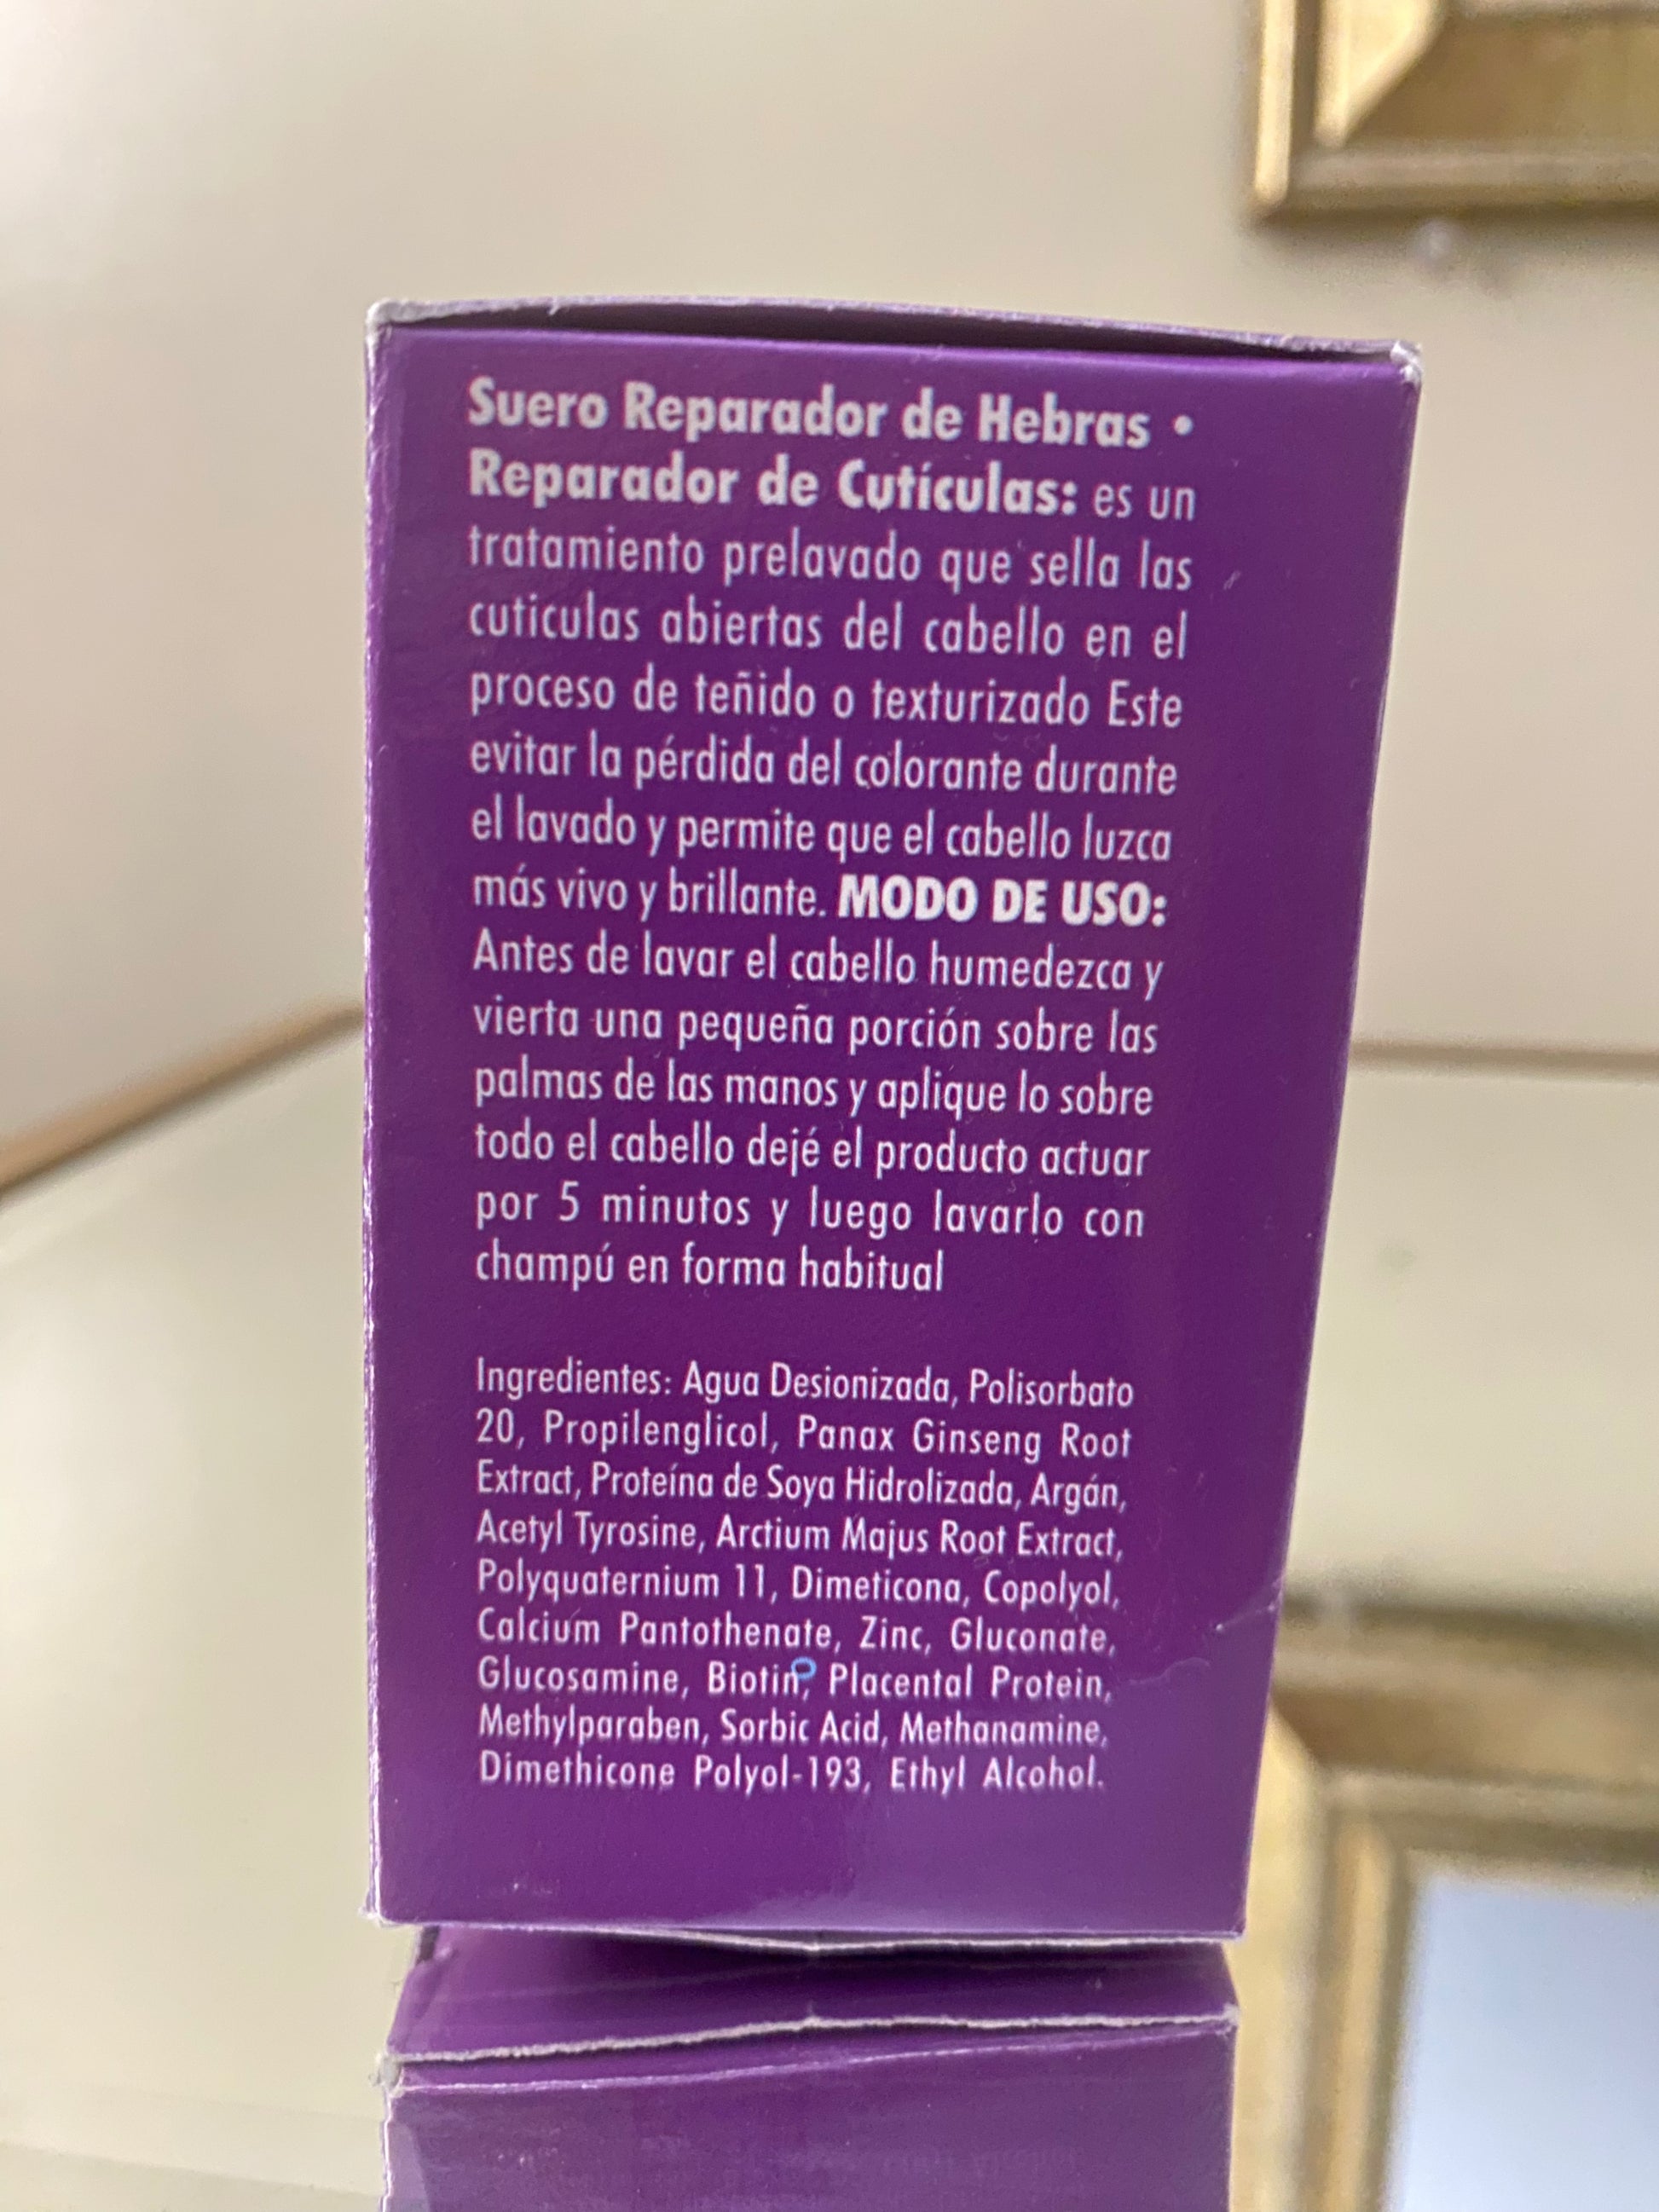 Suero Reparador de Hebras •
Reparador de Cutículas: es un
tratamiento prelavado que sella las
cuticulas abiertas del cabello en el
proceso de teñido o texturizado Este
evitar la pérdida del colorante durante
el lavado y permite que el cabello luzca
más vivo y brillante. MODO DE USO:
Antes de lavar el cabello humedezca y
vierta una pequeña porción sobre las
palmas de las manos y aplique lo sobre
todo el cabello dejé el producto actuar
por 5 minutos y luego lavarlo con
champú en forma habitual
Ingredientes: Agua Desionizada, Polisorbato
20, Propilenglicol, Panax Ginseng Root
Extract, Proteína de Soya Hidrolizada, Argán,
Acetyl Tyrosine, Arctium Majus Root Extract,
Polyquaternium 11, Dimeticona, Copolyol,
Calcium Pantothenate, Zinc, Gluconate,
Glucosamine, Biotin, Placental Protein,
Methylparaben, Sorbic Acid, Methanamine,
Dimethicone Polyol-193, Ethyl Alcohol.